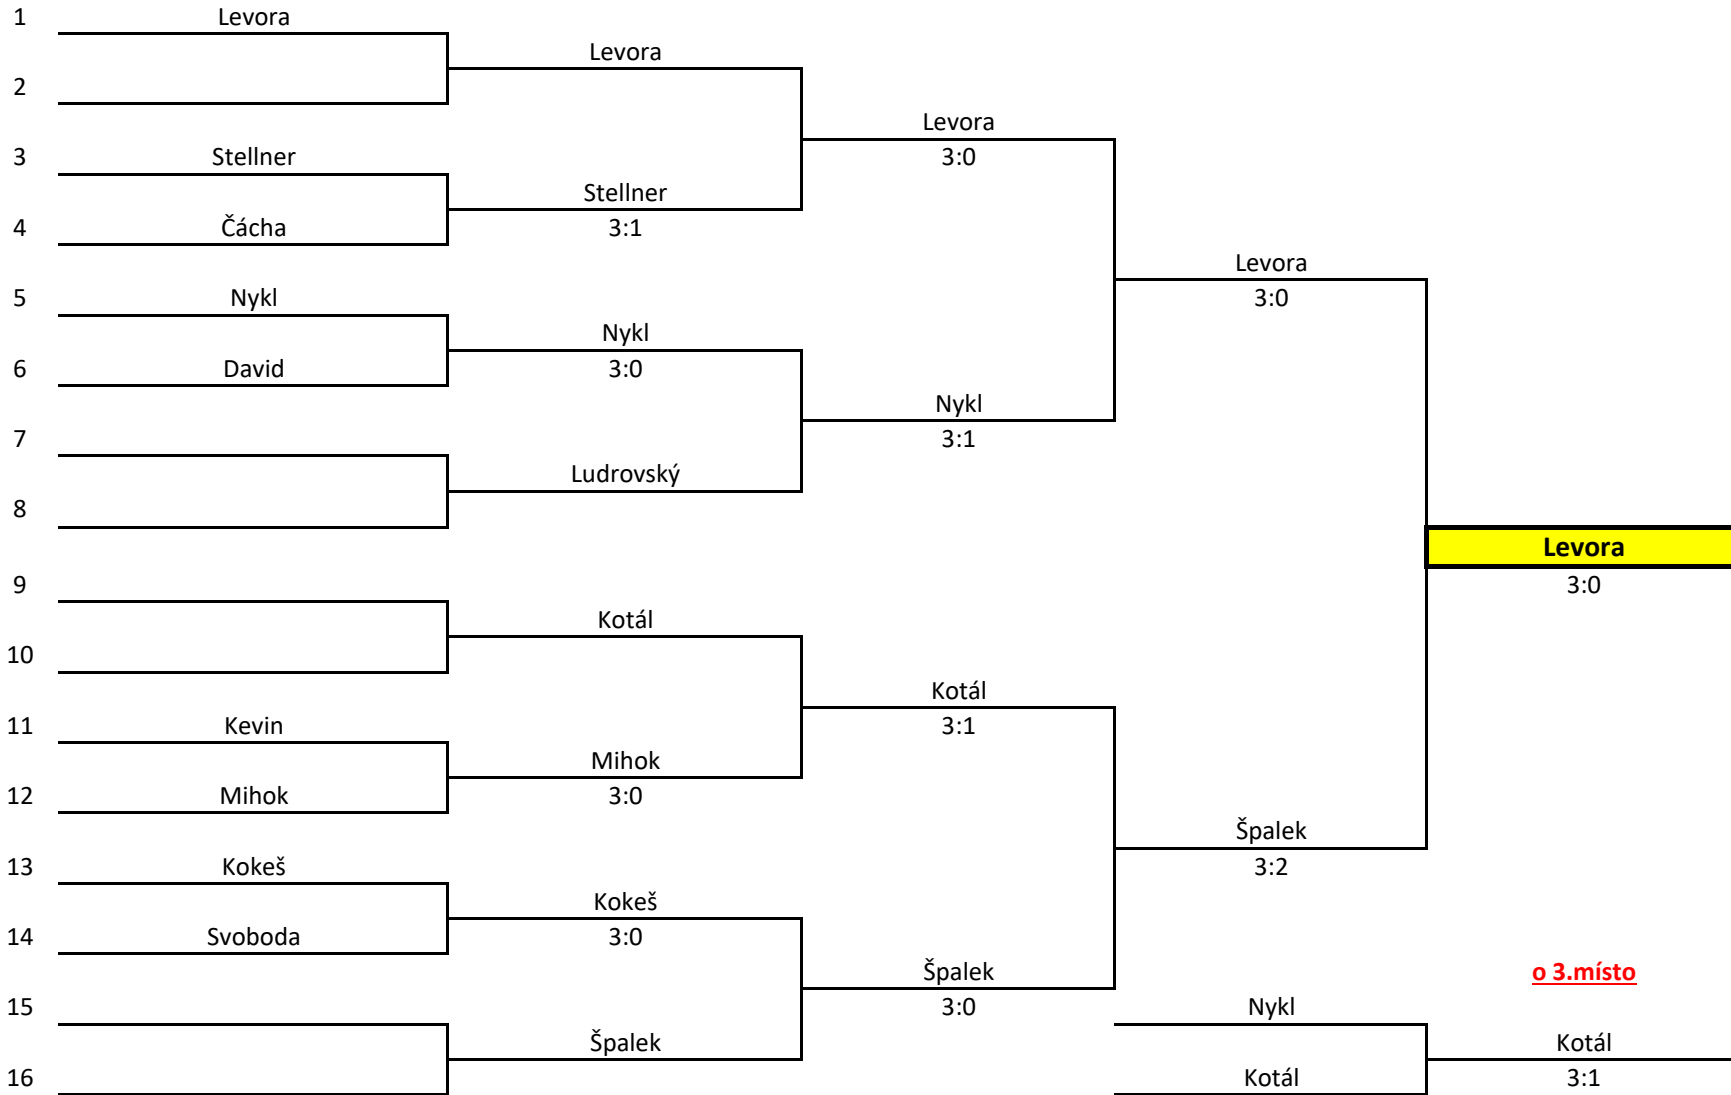 1 Levora
Levora
2
Levora
3 Stellner 3:0
Stellner
4 Čácha 3:1
Levora
5 Nykl 3:0
Nykl
6 David 3:0
Nykl
7 3:1
Ludrovský
8
Levora
9 3:0
Kotál
10
Kotál
11 Kevin 3:1
Mihok
12 Mihok 3:0
Špalek
13 Kokeš 3:2
Kokeš
14 Svoboda 3:0
Špalek o 3.místo
15 3:0 Nykl
Špalek Kotál
16 Kotál 3:1